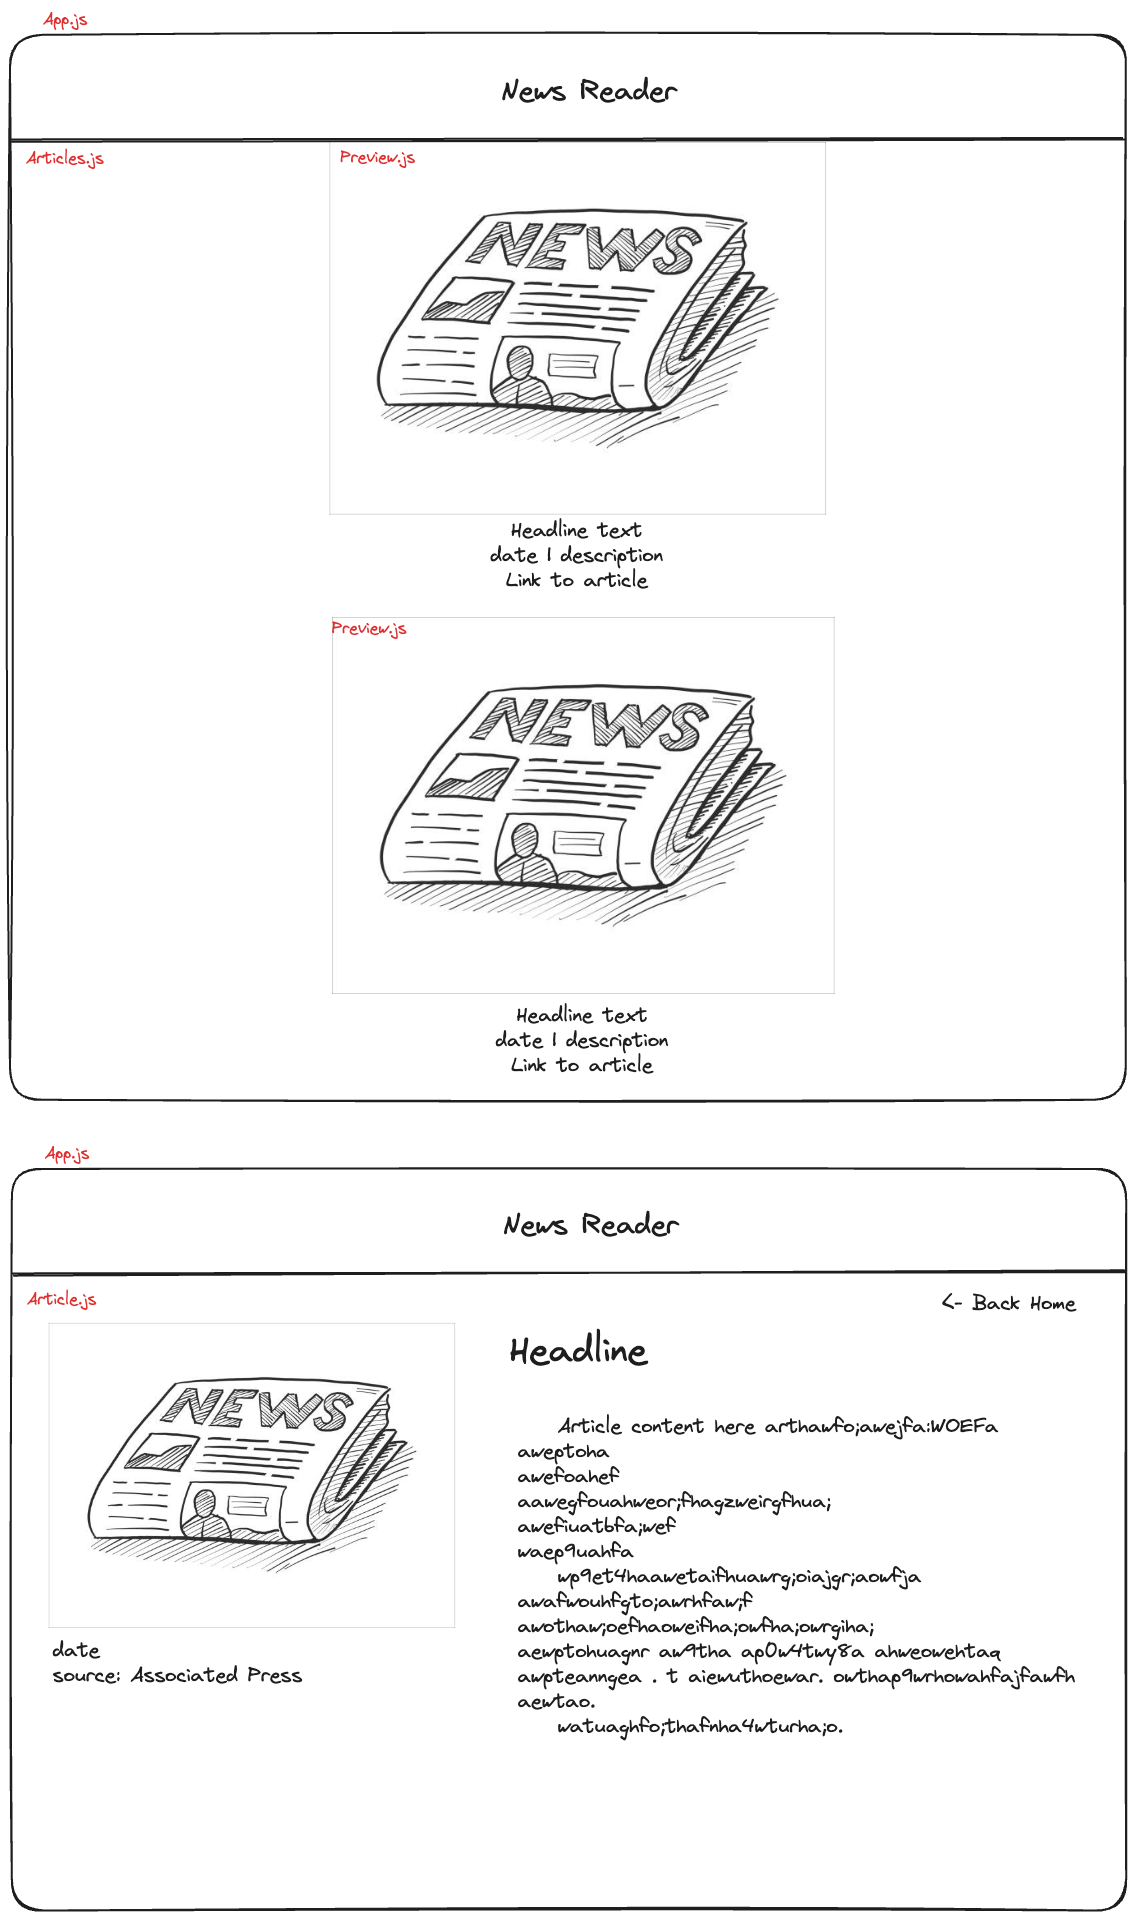 App.js
News Reader
Articles.js
Preview.js
NEWS
Headline text
date | description
Link to article
Preview.js
NEWS
Headline text
date | description
Link to article
App.js
News Reader
Article.js
<- Back Home
NEWS
Headline
Article content here arthawfo;awejfa:WOEFa
aweptoha
awefoahef
aawegfouahweor;fhagzweirgfhua;
awefiuatbfa;wef
waep9uahfa
wp9et4haawetaifhuawrg;oiajgr;aowfja
awafwouhfgto;awrhfaw;f
awothaw;oefhaoweifha;owfha;owrgiha;
aewptohuagnr aw9tha ap0w4twy8a ahweowehtaq
awpteanngea . t aiewuthoewar. owthap9wrhowahfajfawfh
aewtao.
watuaghfo;thafnha4wturha;o.
date
source: Associated Press